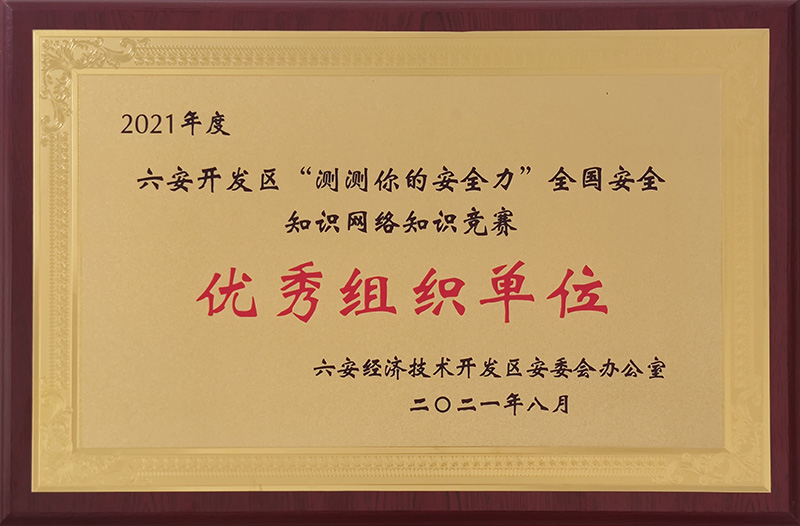 2021年度
六安开发区“测测你的安全力”全国安全
知识网络知识竞赛
优秀组织单位
六安经济技术开发区安委会办公室
二〇二一年八月